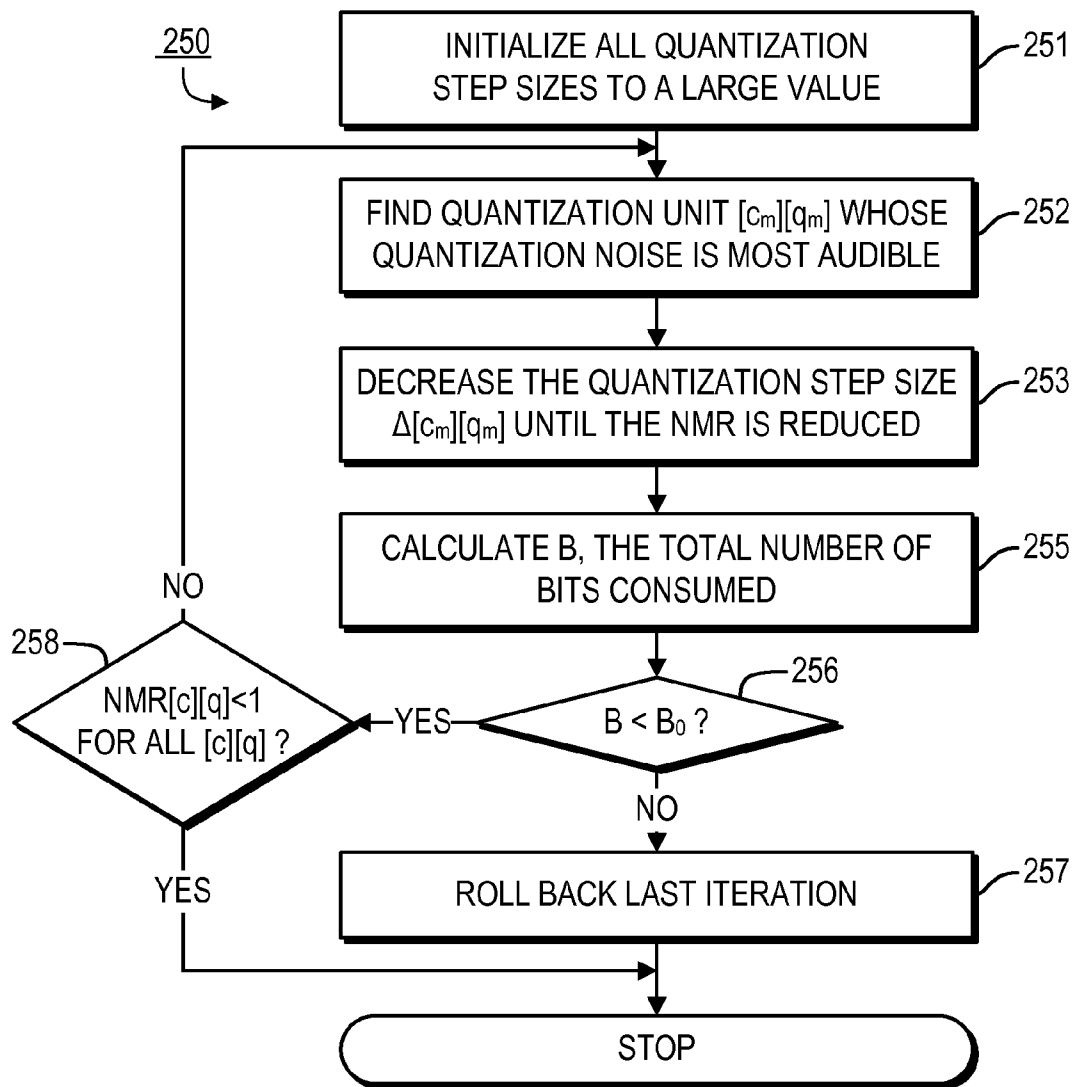 250
INITIALIZE ALL QUANTIZATION
STEP SIZES TO A LARGE VALUE
251
FIND QUANTIZATION UNIT [cm][qm] WHOSE
QUANTIZATION NOISE IS MOST AUDIBLE
252
DECREASE THE QUANTIZATION STEP SIZE
Δ[cm][qm] UNTIL THE NMR IS REDUCED
253
CALCULATE B, THE TOTAL NUMBER OF
BITS CONSUMED
255
256
B < B0 ?
YES
NO
258
NMR[c][q]<1
FOR ALL [c][q] ?
NO
YES
ROLL BACK LAST ITERATION
257
STOP